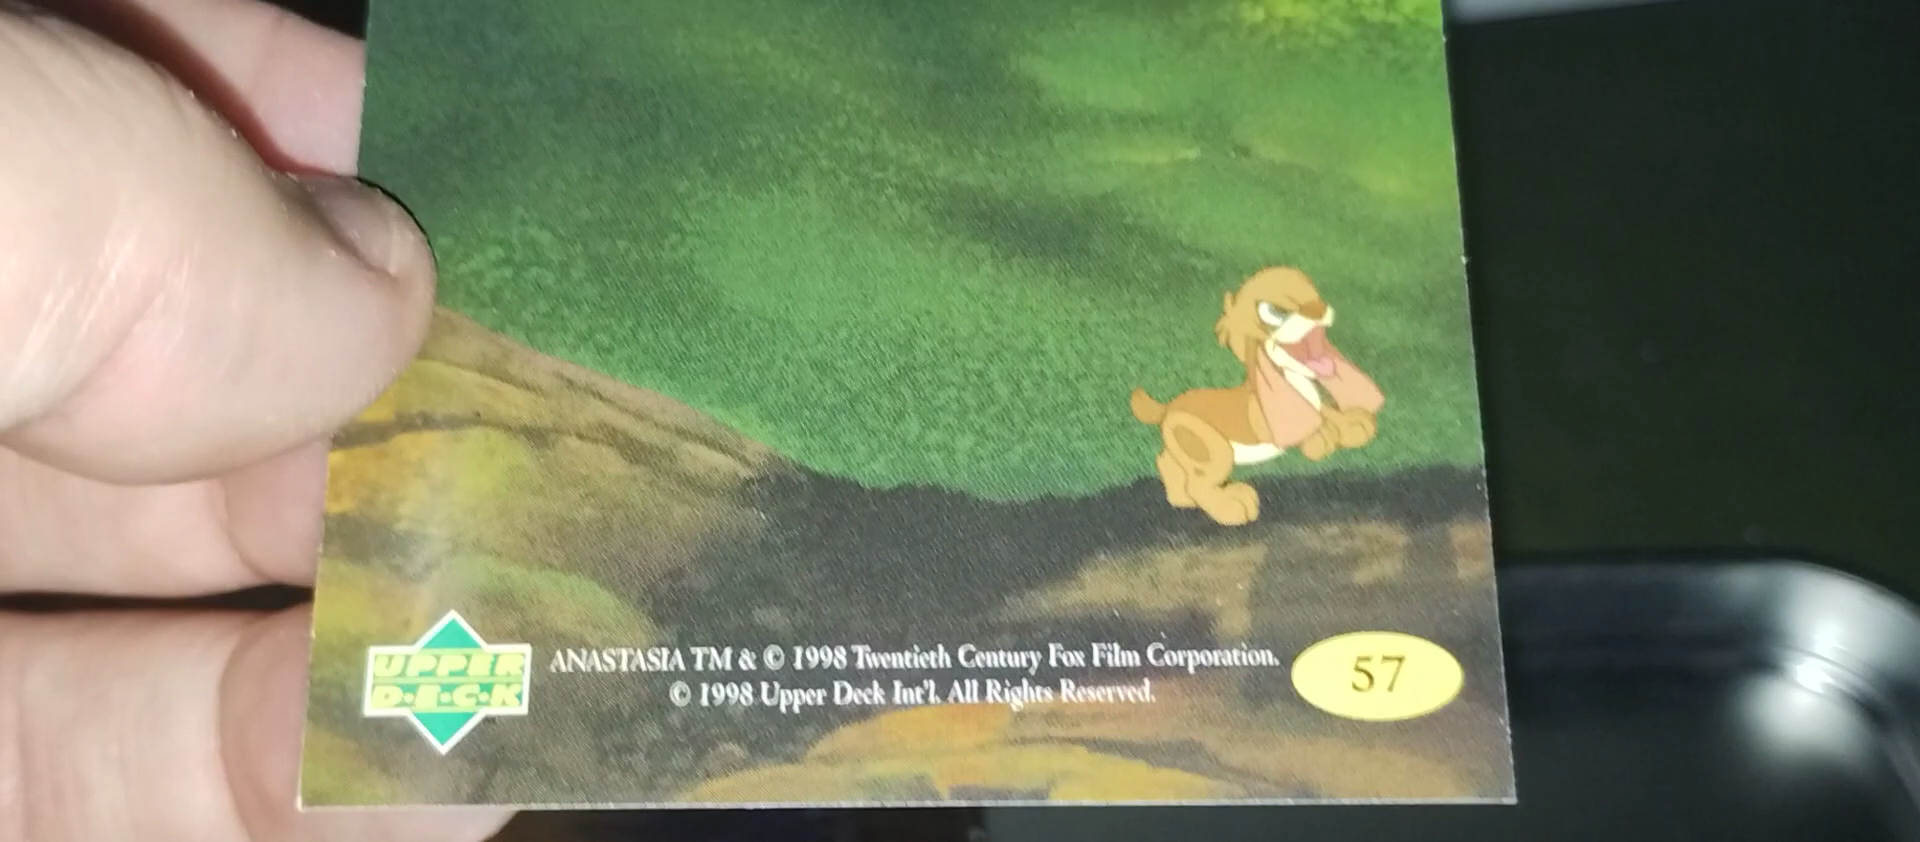 UPPER
D·E·C·K
ANASTASIA TM & © 1998 Twentieth Century Fox Film Corporation.
© 1998 Upper Deck Int'l. All Rights Reserved.
57